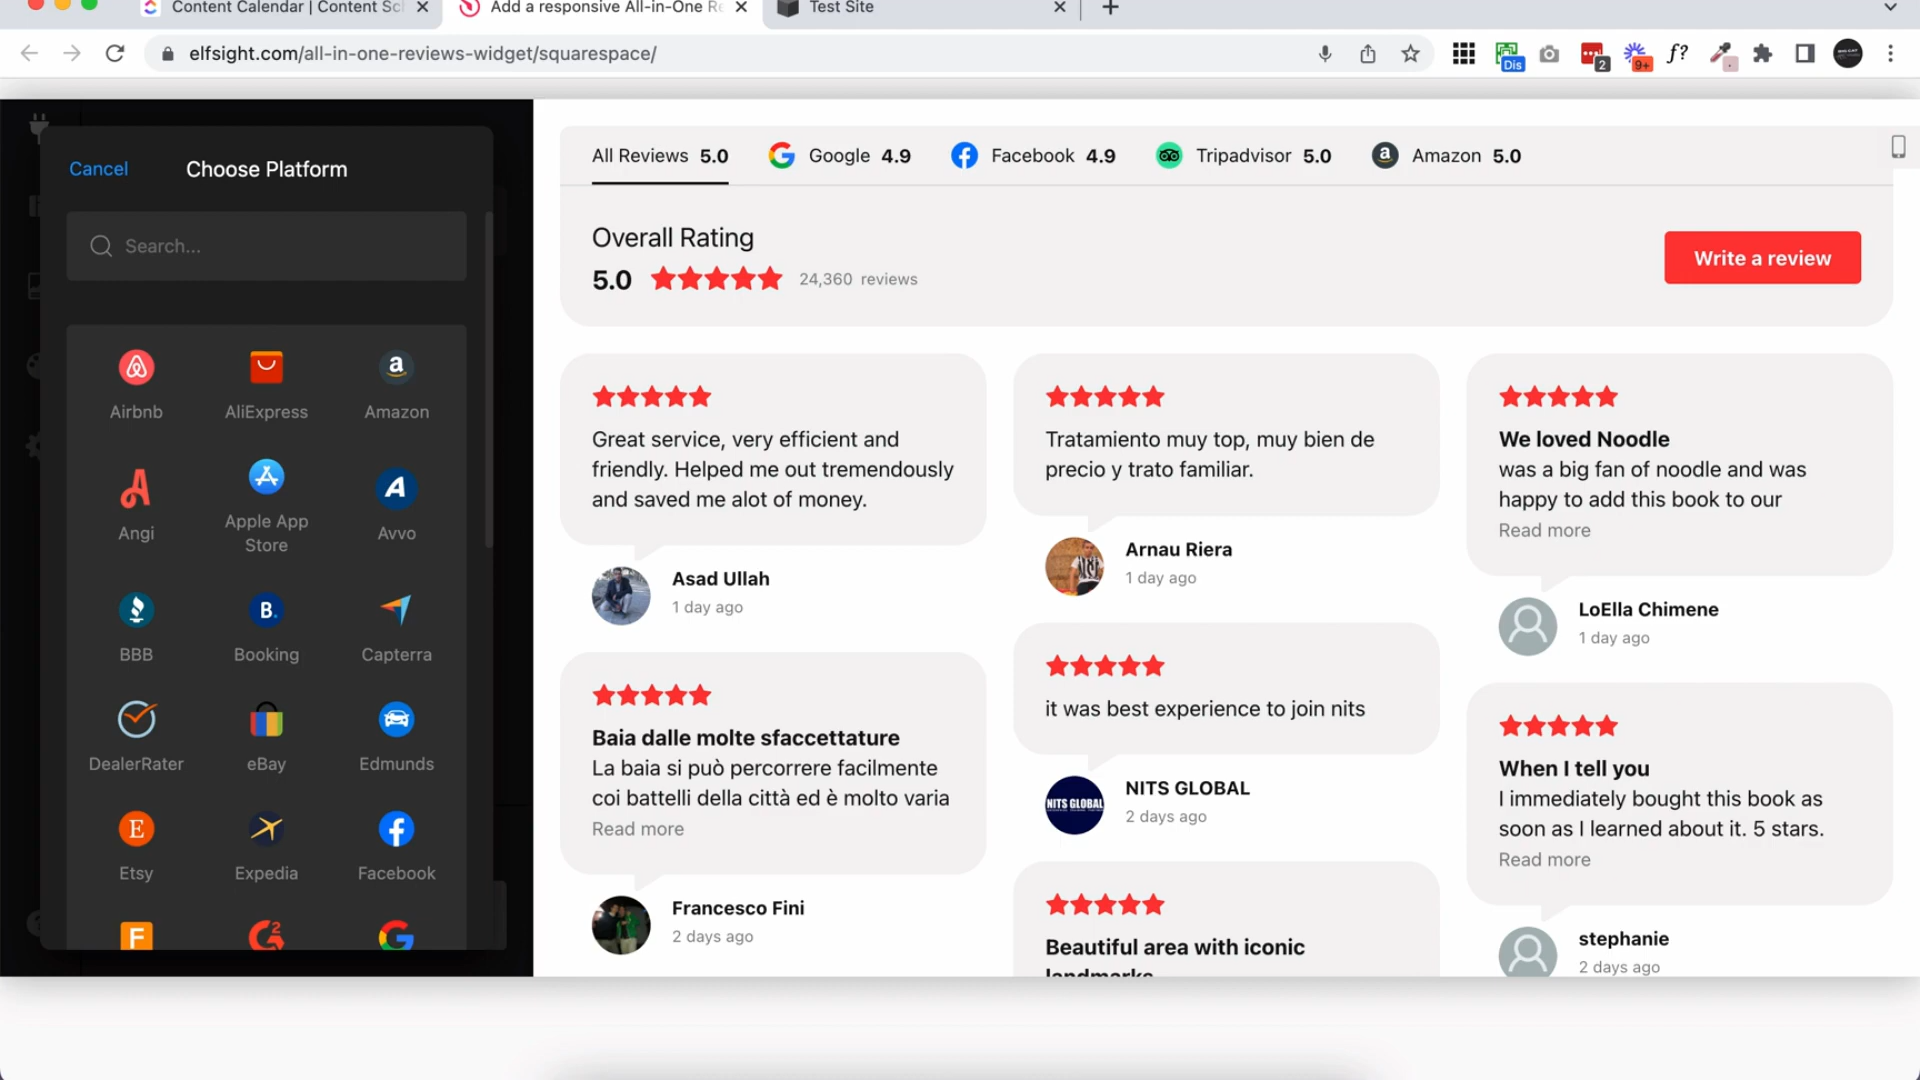 Content Calendar | Content Sc
Add a responsive All-in-One Re
Test Site
elfsight.com/all-in-one-reviews-widget/squarespace/
Dis
2
9+
f?
Cancel
Choose Platform
Search...
Airbnb
AliExpress
Amazon
Angi
Apple App
Store
Avvo
BBB
Booking
Capterra
DealerRater
eBay
Edmunds
Etsy
Expedia
Facebook
All Reviews 5.0
Google 4.9
Facebook 4.9
Tripadvisor 5.0
Amazon 5.0
Overall Rating
5.0
24,360 reviews
Write a review
Great service, very efficient and
friendly. Helped me out tremendously
and saved me alot of money.
Asad Ullah
1 day ago
Baia dalle molte sfaccettature
La baia si può percorrere facilmente
coi battelli della città ed è molto varia
Read more
Francesco Fini
2 days ago
Tratamiento muy top, muy bien de
precio y trato familiar.
Arnau Riera
1 day ago
it was best experience to join nits
NITS GLOBAL
NITS GLOBAL
2 days ago
Beautiful area with iconic
landmarks
We loved Noodle
was a big fan of noodle and was
happy to add this book to our
Read more
LoElla Chimene
1 day ago
When I tell you
I immediately bought this book as
soon as I learned about it. 5 stars.
Read more
stephanie
2 days ago